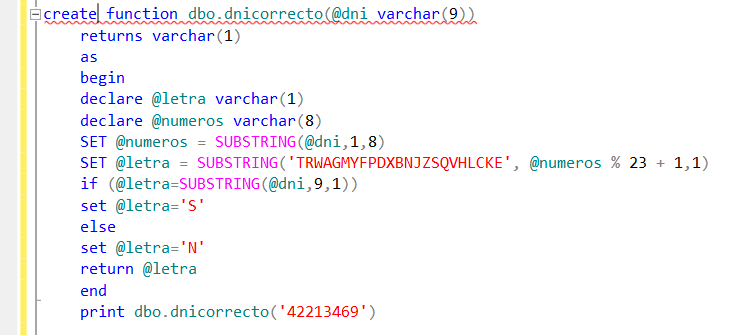 create function dbo.dnicorrecto(@dni varchar(9))
returns varchar(1)
as
begin
declare @letra varchar(1)
declare @numeros varchar(8)
SET @numeros = SUBSTRING(@dni,1,8)
SET @letra = SUBSTRING('TRWAGMYFPDXBNJZSQVHLCKE', @numeros % 23 + 1,1)
if (@letra=SUBSTRING(@dni,9,1))
set @letra='S'
else
set @letra='N'
return @letra
end
print dbo.dnicorrecto('42213469')